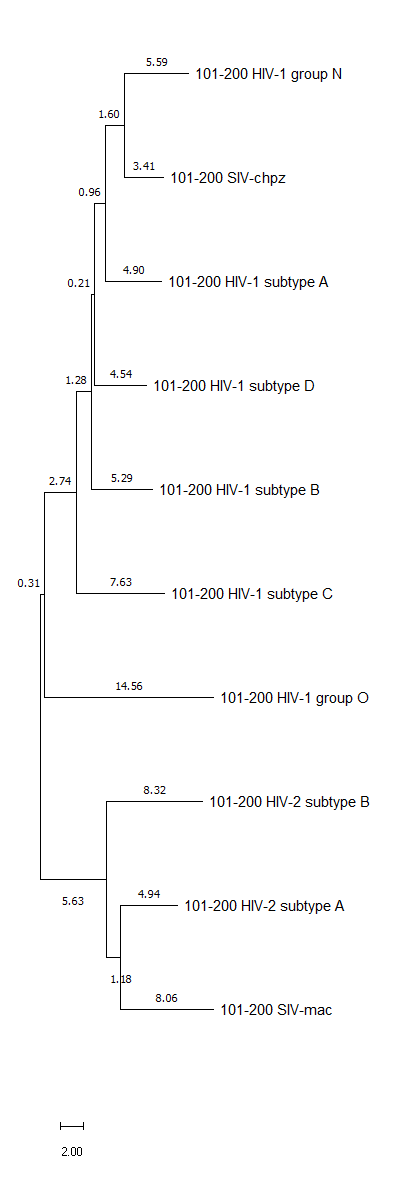 5.59
101-200 HIV-1 group N
1.60
3.41
101-200 SIV-chpz
0.96
4.90
101-200 HIV-1 subtype A
0.21
4.54
101-200 HIV-1 subtype D
1.28
5.29
101-200 HIV-1 subtype B
2.74
7.63
101-200 HIV-1 subtype C
0.31
14.56
101-200 HIV-1 group O
8.32
101-200 HIV-2 subtype B
5.63
4.94
101-200 HIV-2 subtype A
1.18
8.06
101-200 SIV-mac
2.00